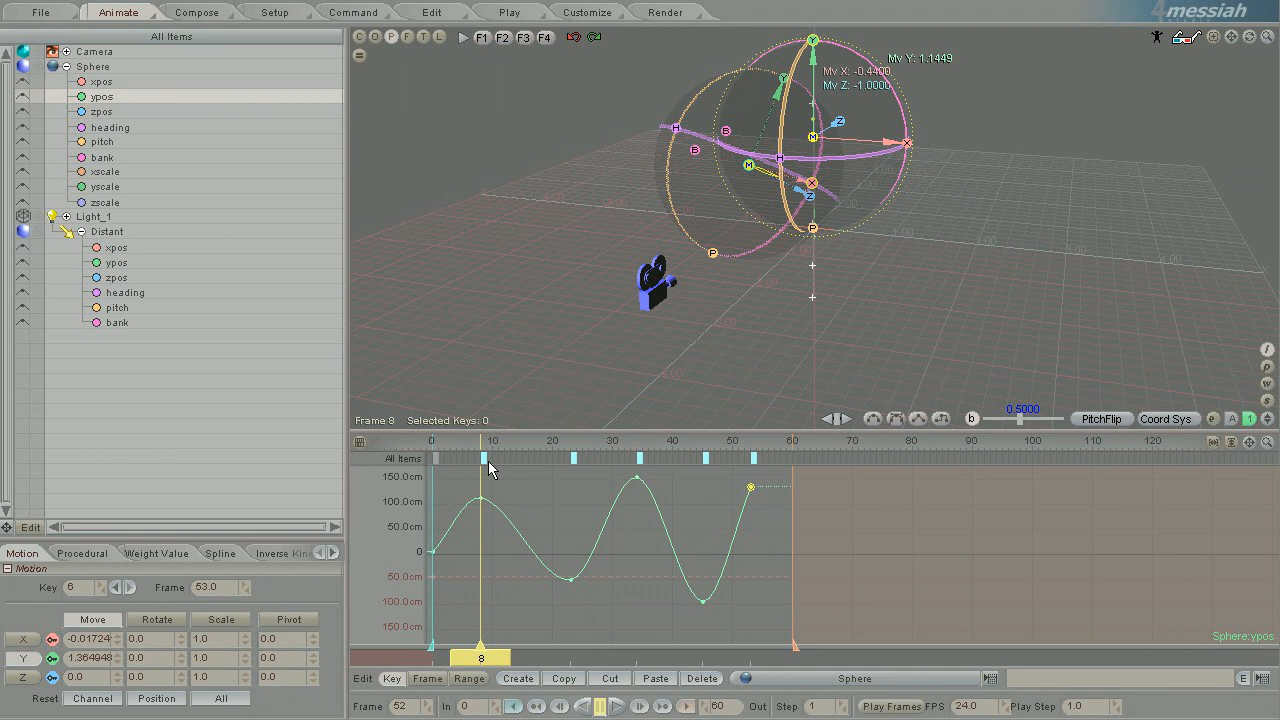 File Animate Compose Setup Command Edit Play Customize Render 4messiah
All Items
C O P F T L F1 F2 F3 F4
Camera
Sphere
xpos
ypos
zpos
heading
pitch
bank
xscale
yscale
zscale
Light_1
Distant
xpos
ypos
zpos
heading
pitch
bank
Mv Y: 1.1449
Mv X: -0.4400
Mv Z: -1.0000
Frame 8 Selected Keys: 0
b 0.5000 PitchFlip Coord Sys e A 1
0 10 20 30 40 50 60 70 80 90 100 110 120
All Items
150.0cm
100.0cm
50.0cm
0
50.0cm
100.0cm
150.0cm
Sphere:ypos
8
Edit
Motion Procedural Weight Value Spline Inverse Kin
Motion
Key 6 Frame 53.0
Move Rotate Scale Pivot
X -0.01724 0.0 1.0 0.0
Y 0.0 1.0 0.0
Z 0.0 0.0 1.0 0.0
Reset Channel Position All
Edit Key Frame Range Create Copy Cut Paste Delete Sphere E
Frame 52 In 0 60 Out Step 1 Play Frames FPS 24.0 Play Step 1.0